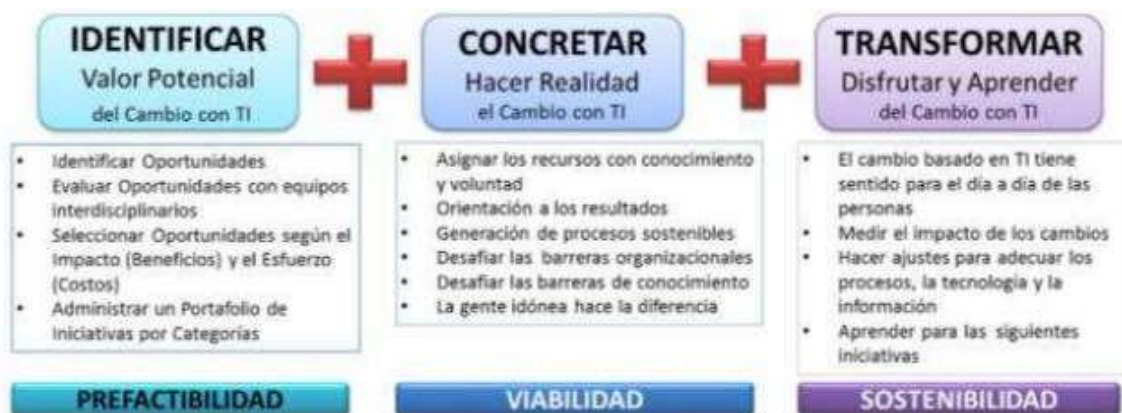 IDENTIFICAR
Valor Potencial
del Cambio con TI
• Identificar Oportunidades
• Evaluar Oportunidades con equipos
Interdisciplinarios
• Seleccionar Oportunidades según el
Impacto (Beneficios) y el Esfuerzo
(Costos)
• Administrar un Portafolio de
Iniciativas por Categorías
PREFACTIBILIDAD
CONCRETAR
Hacer Realidad
el Cambio con TI
• Asignar los recursos con conocimiento
y voluntad
• Orientación a los resultados
• Generación de procesos sostenibles
• Desafiar las barreras organizacionales
• Desafiar las barreras de conocimiento
• La gente idónea hace la diferencia
VIABILIDAD
TRANSFORMAR
Disfrutar y Aprender
del Cambio con TI
• El cambio basado en TI tiene
sentido para el día a día de las
personas
• Medir el impacto de los cambios
• Hacer ajustes para adecuar los
procesos, la tecnología y la
información
• Aprender para las siguientes
iniciativas
SOSTENIBILIDAD